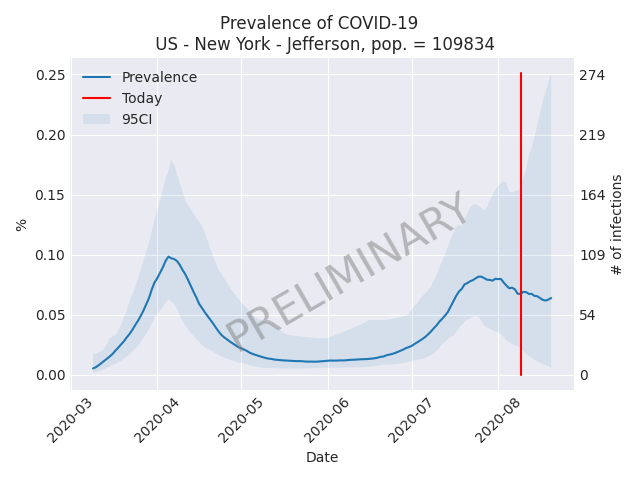 Prevalence of COVID-19
US - New York - Jefferson, pop. = 109834
Prevalence
Today
95CI
0.25
0.20
0.15
0.10
0.05
0.00
%
274
219
164
109
54
0
# of infections
PRELIMINARY
2020-03
2020-04
2020-05
2020-06
2020-07
2020-08
Date